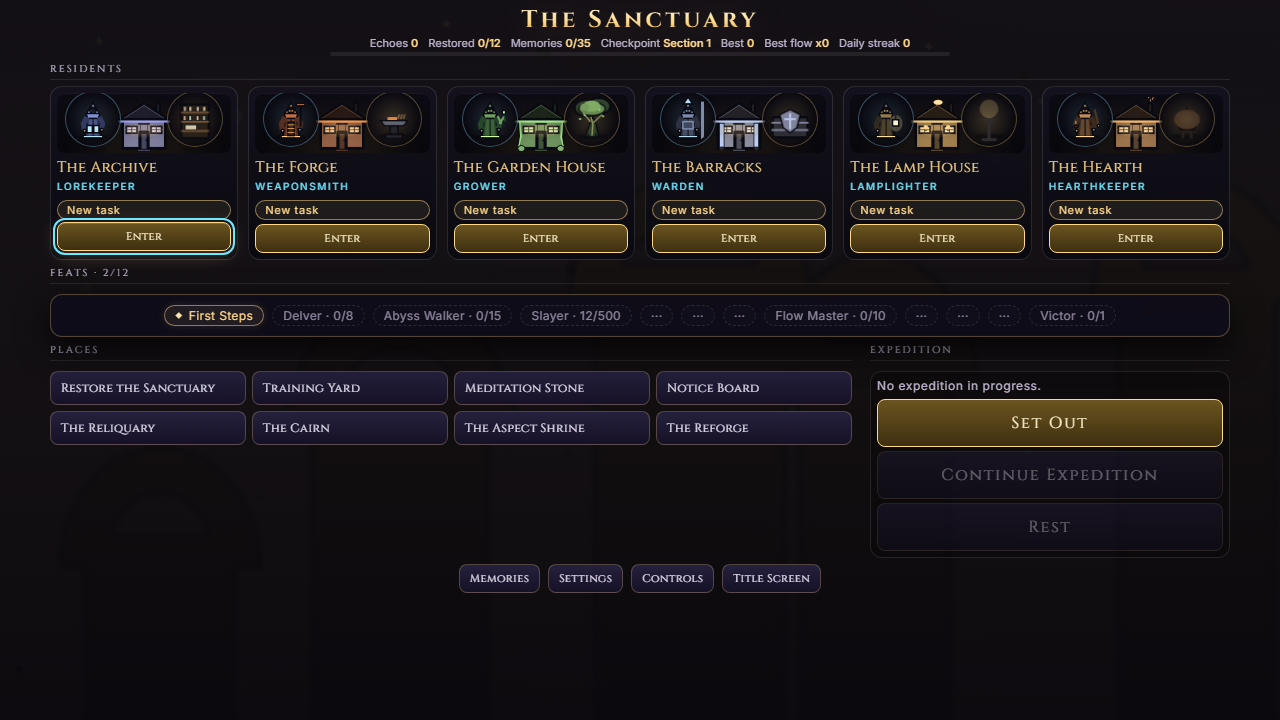 The Sanctuary
Echoes 0 Restored 0/12 Memories 0/35 Checkpoint Section 1 Best 0 Best flow x0 Daily streak 0
RESIDENTS
The Archive
LOREKEEPER
New task
Enter
The Forge
WEAPONSMITH
New task
Enter
The Garden House
GROWER
New task
Enter
The Barracks
WARDEN
New task
Enter
The Lamp House
LAMPLIGHTER
New task
Enter
The Hearth
HEARTHKEEPER
New task
Enter
FEATS · 2/12
◆ First Steps
Delver · 0/8
Abyss Walker · 0/15
Slayer · 12/500
···
···
···
Flow Master · 0/10
···
···
···
Victor · 0/1
PLACES
Restore the Sanctuary
Training Yard
Meditation Stone
Notice Board
The Reliquary
The Cairn
The Aspect Shrine
The Reforge
EXPEDITION
No expedition in progress.
Set Out
Continue Expedition
Rest
Memories
Settings
Controls
Title Screen